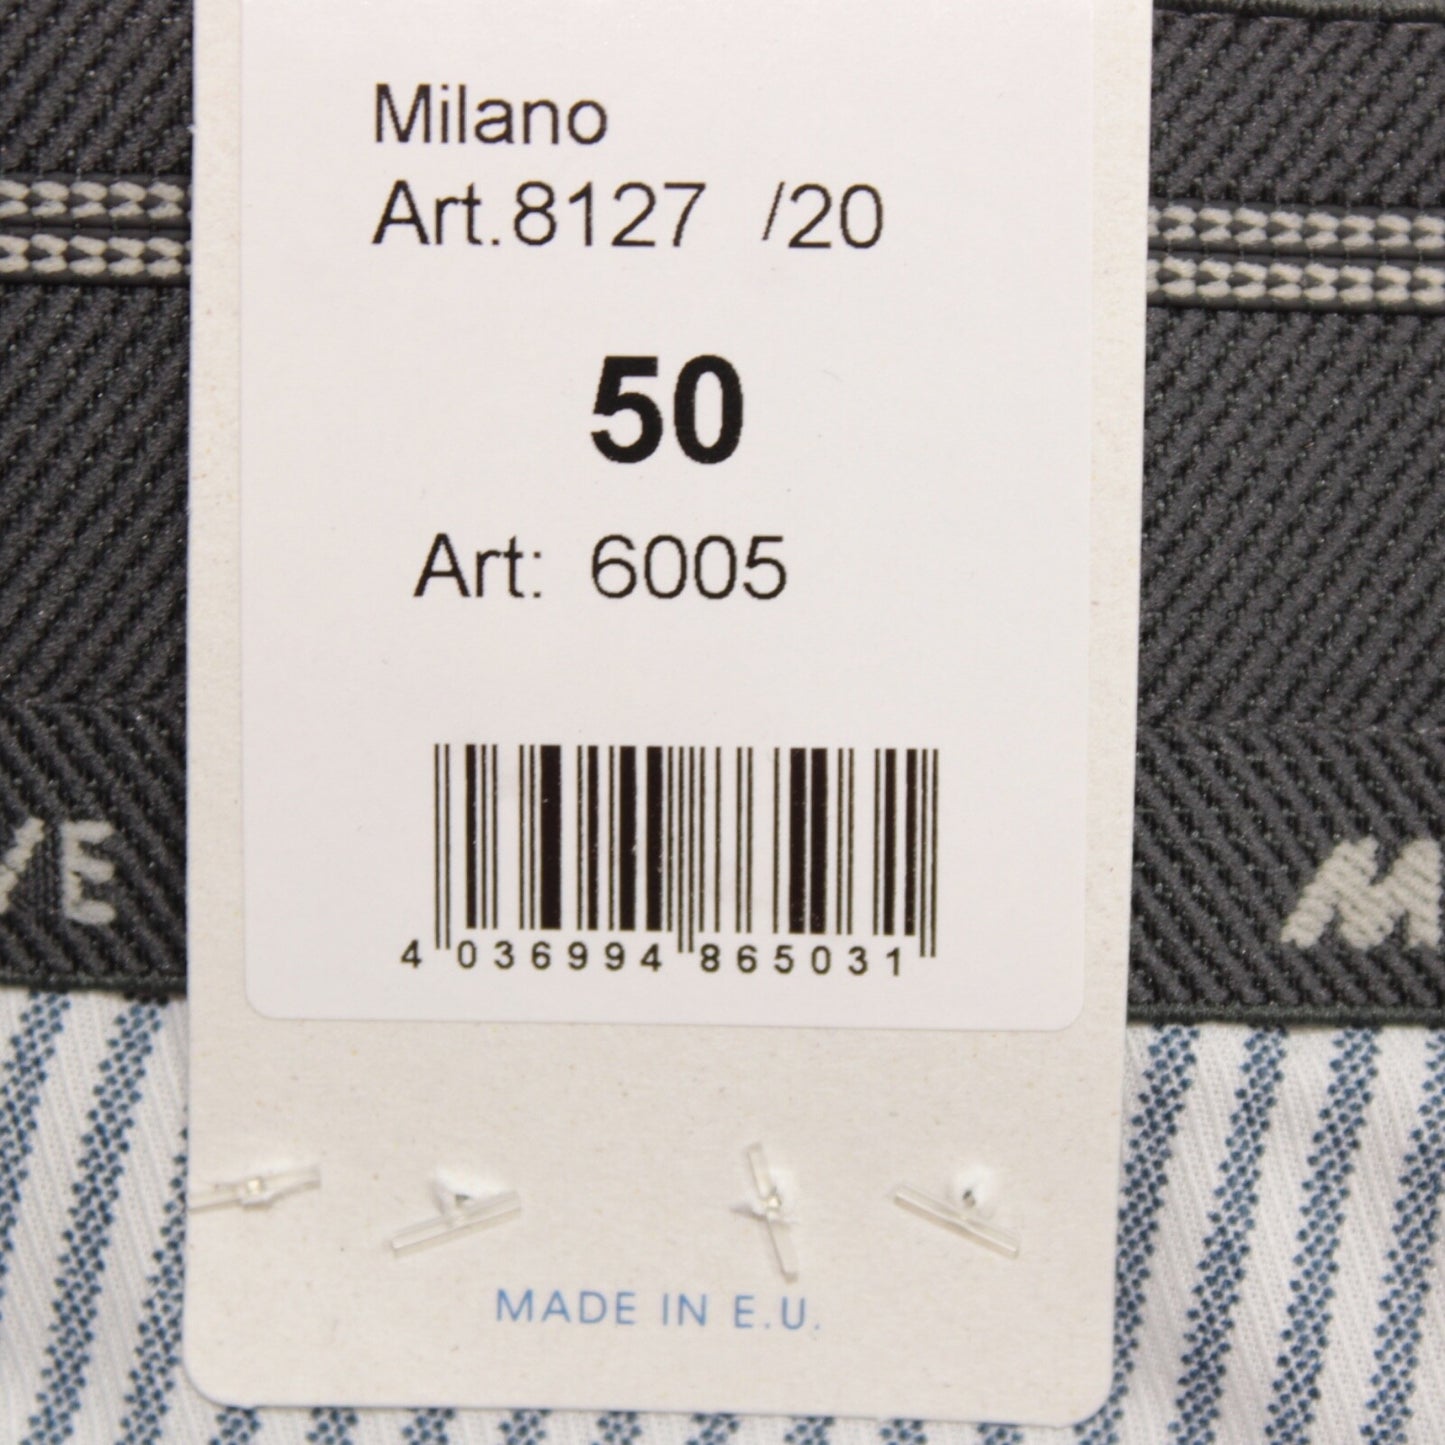 Milano
Art.8127 /20
50
Art: 6005
4 036994 865031
MADE IN E.U.